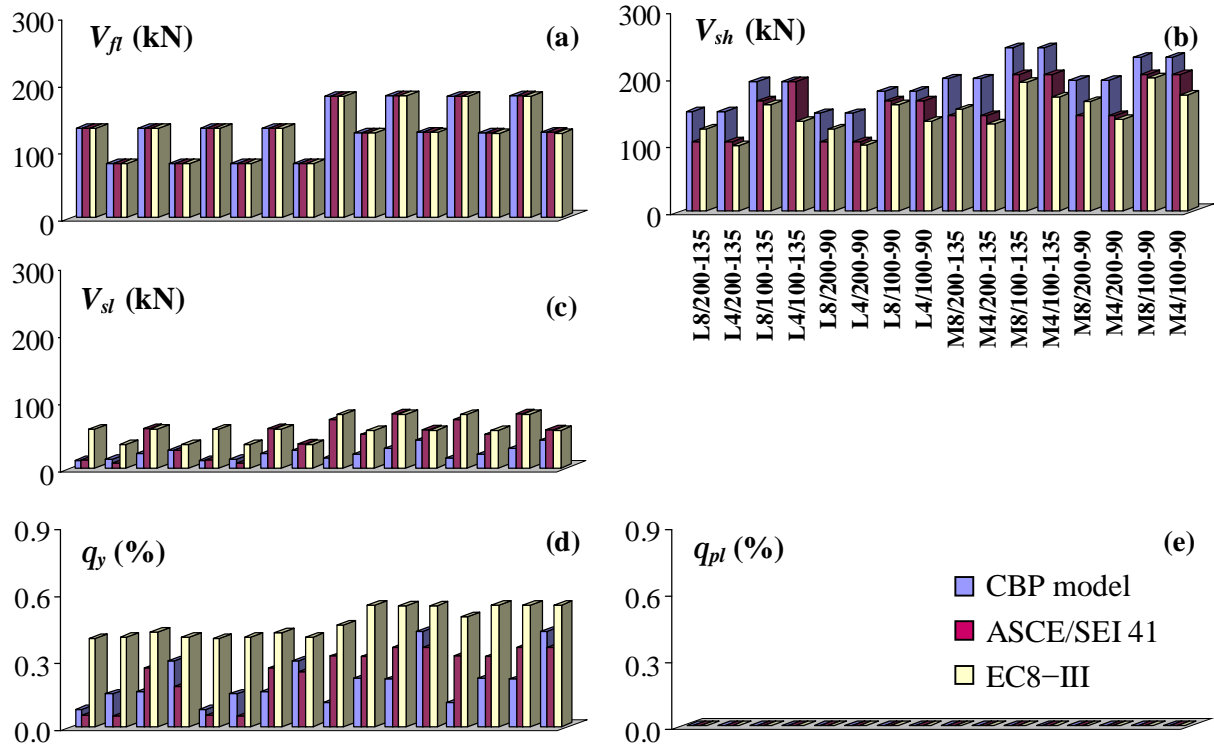 300
200
100
0
V_fl (kN)
(a)
300
200
100
0
V_sh (kN)
(b)
L8/200-135
L4/200-135
L8/100-135
L4/100-135
L8/200-90
L4/200-90
L8/100-90
L4/100-90
M8/200-135
M4/200-135
M8/100-135
M4/100-135
M8/200-90
M4/200-90
M8/100-90
M4/100-90
300
200
100
0
V_sl (kN)
(c)
0.9
0.6
0.3
0.0
q_y (%)
(d)
0.9
0.6
0.3
0.0
q_pl (%)
(e)
CBP model
ASCE/SEI 41
EC8−III